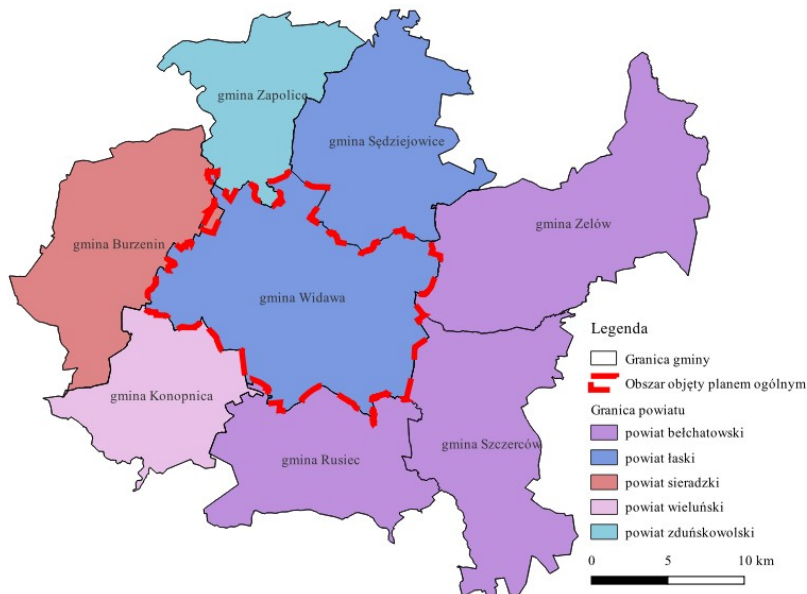 gmina Zapolice
gmina Sędziejowice
gmina Zelów
gmina Burzenin
gmina Widawa
gmina Konopnica
gmina Rusiec
gmina Szczerców
Legenda
Granica gminy
Obszar objęty planem ogólnym
Granica powiatu
powiat bełchatowski
powiat łaski
powiat sieradzki
powiat wieluński
powiat zduńskowolski
0 5 10 km